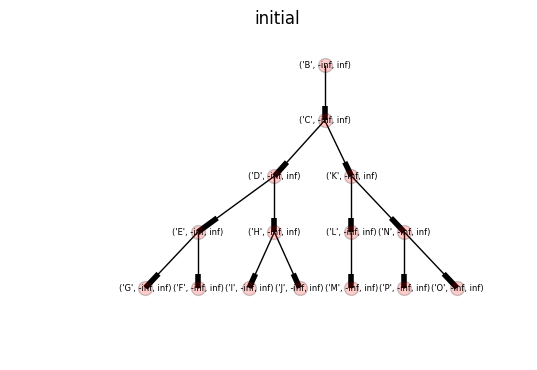 initial
('B', -inf, inf)
('C', -inf, inf)
('D', -inf, inf) ('K', -inf, inf)
('E', -inf, inf) ('H', -inf, inf) ('L', -inf, inf) ('N', -inf, inf)
('G', -inf, inf) ('F', -inf, inf) ('I', -inf, inf) ('J', -inf, inf) ('M', -inf, inf) ('P', -inf, inf) ('O', -inf, inf)